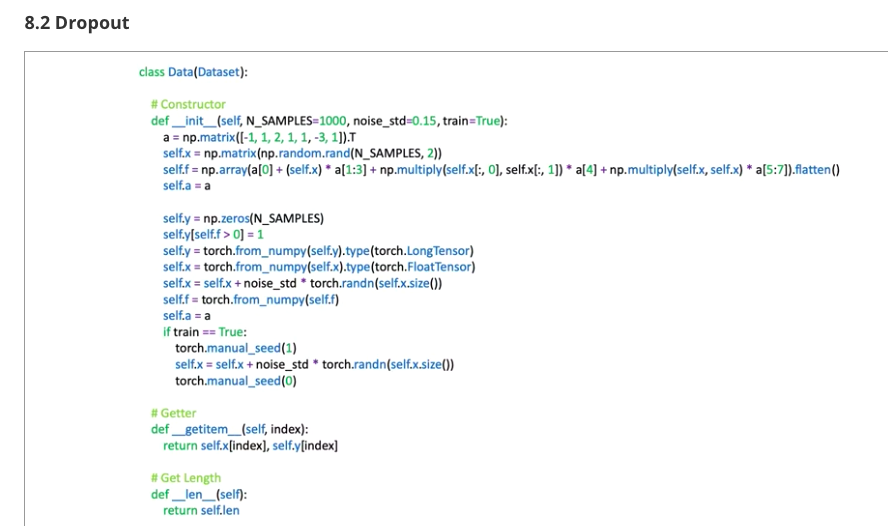 8.2 Dropout
class Data(Dataset):
# Constructor
def __init__(self, N_SAMPLES=1000, noise_std=0.15, train=True):
a = np.matrix([-1, 1, 2, 1, 1, -3, 1]).T
self.x = np.matrix(np.random.rand(N_SAMPLES, 2))
self.f = np.array(a[0] + (self.x) * a[1:3] + np.multiply(self.x[:, 0], self.x[:, 1]) * a[4] + np.multiply(self.x, self.x) * a[5:7]).flatten()
self.a = a
self.y = np.zeros(N_SAMPLES)
self.y[self.f > 0] = 1
self.y = torch.from_numpy(self.y).type(torch.LongTensor)
self.x = torch.from_numpy(self.x).type(torch.FloatTensor)
self.x = self.x + noise_std * torch.randn(self.x.size())
self.f = torch.from_numpy(self.f)
self.a = a
if train == True:
torch.manual_seed(1)
self.x = self.x + noise_std * torch.randn(self.x.size())
torch.manual_seed(0)
# Getter
def __getitem__(self, index):
return self.x[index], self.y[index]
# Get Length
def __len__(self):
return self.len